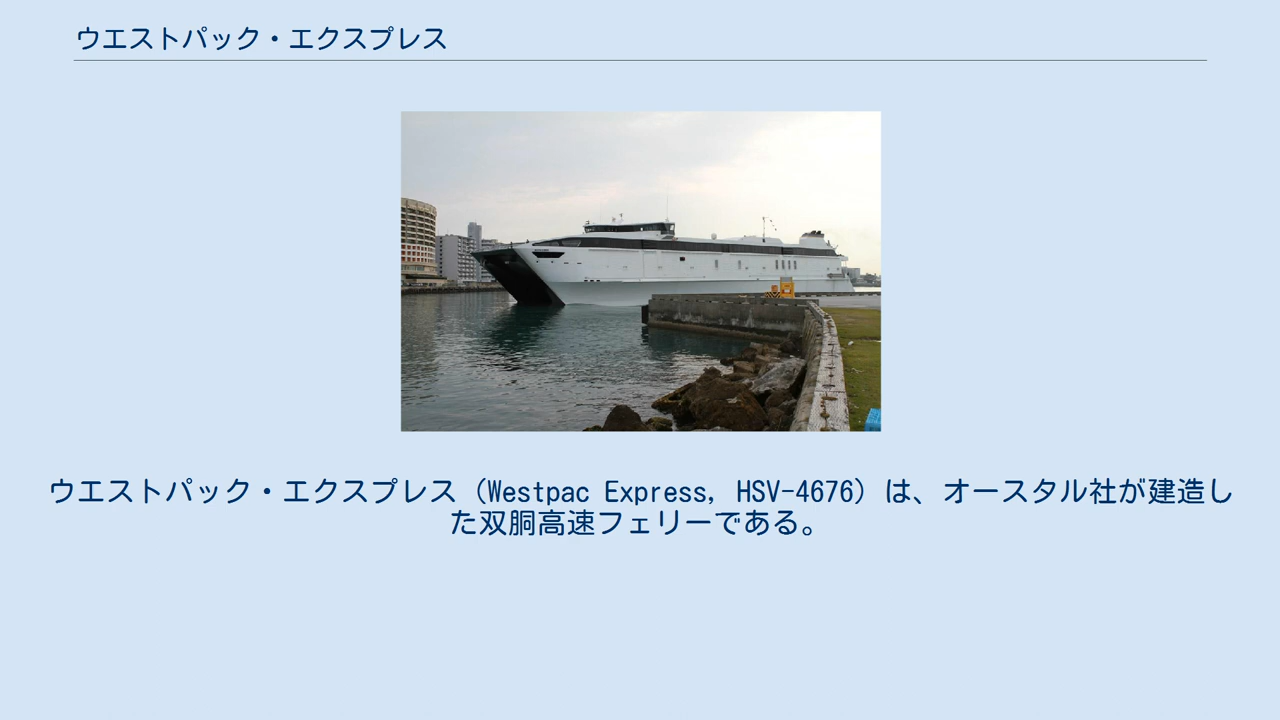 ウエストパック・エクスプレス
ウエストパック・エクスプレス（Westpac Express, HSV-4676）は、オースタル社が建造し
た双胴高速フェリーである。